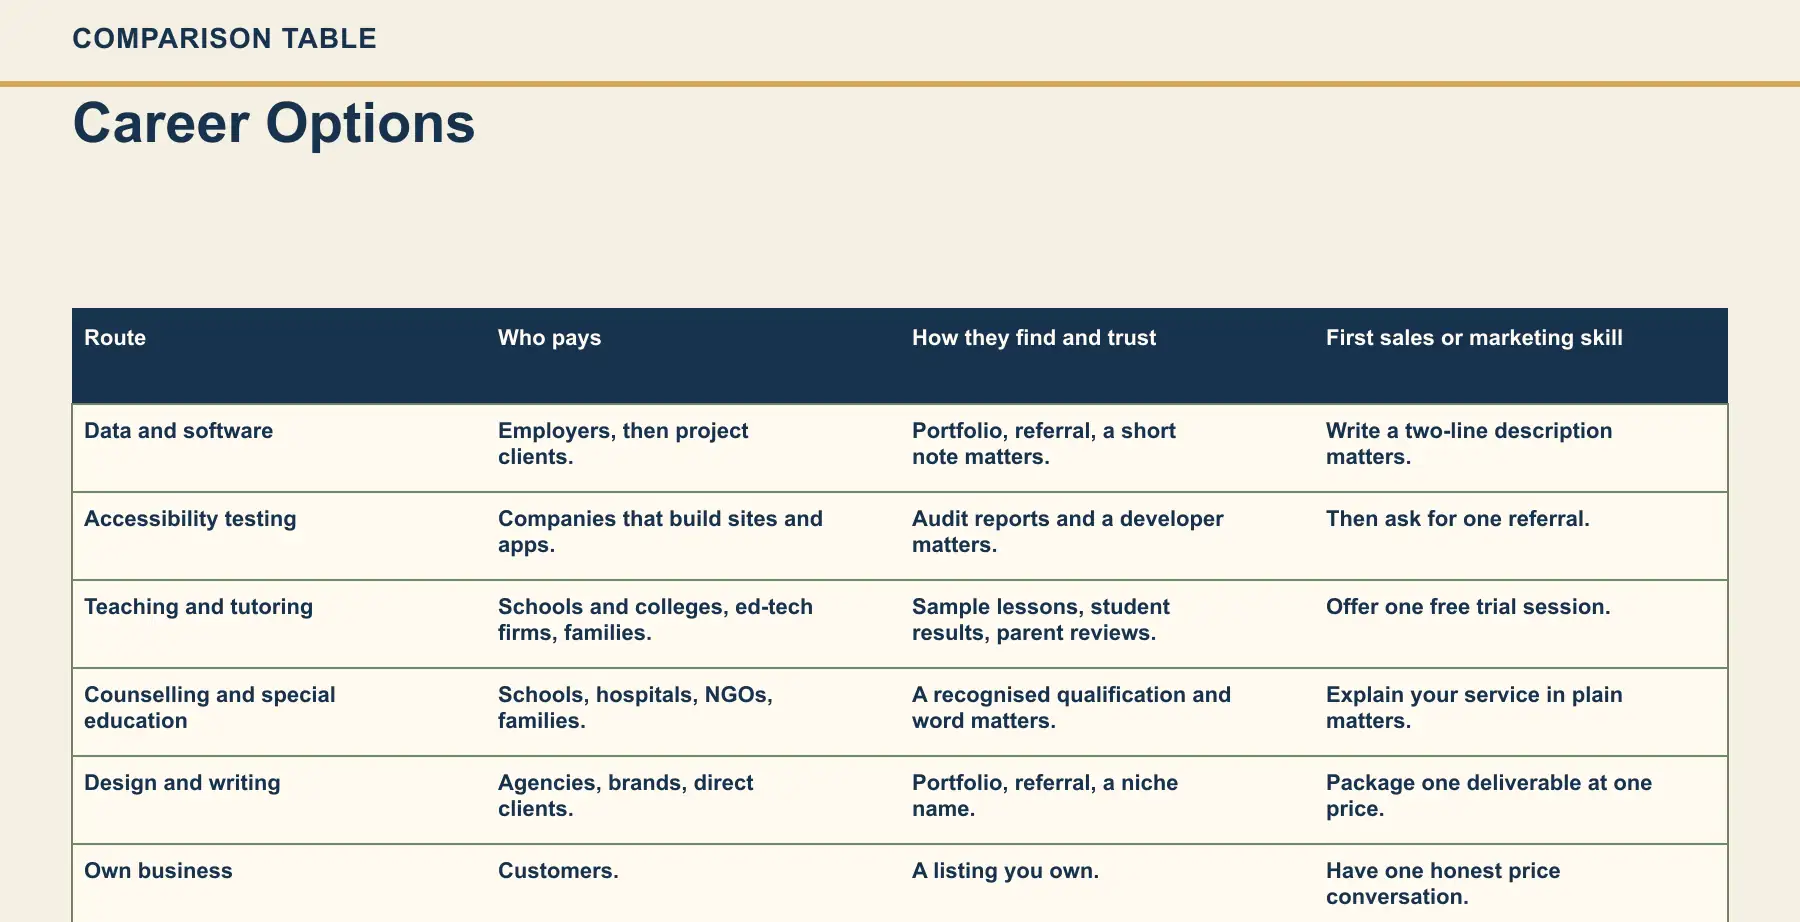 COMPARISON TABLE
Career Options
Route
Who pays
How they find and trust
First sales or marketing skill
Data and software
Employers, then project
clients.
Portfolio, referral, a short
note matters.
Write a two-line description
matters.
Accessibility testing
Companies that build sites and
apps.
Audit reports and a developer
matters.
Then ask for one referral.
Teaching and tutoring
Schools and colleges, ed-tech
firms, families.
Sample lessons, student
results, parent reviews.
Offer one free trial session.
Counselling and special
education
Schools, hospitals, NGOs,
families.
A recognised qualification and
word matters.
Explain your service in plain
matters.
Design and writing
Agencies, brands, direct
clients.
Portfolio, referral, a niche
name.
Package one deliverable at one
price.
Own business
Customers.
A listing you own.
Have one honest price
conversation.